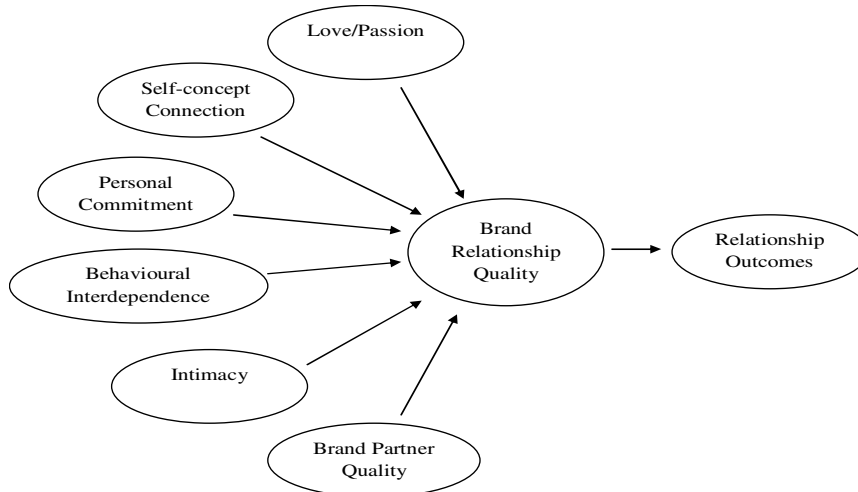 Love/Passion
Self-concept
Connection
Personal
Commitment
Behavioural
Interdependence
Intimacy
Brand Partner
Quality
Brand
Relationship
Quality
Relationship
Outcomes